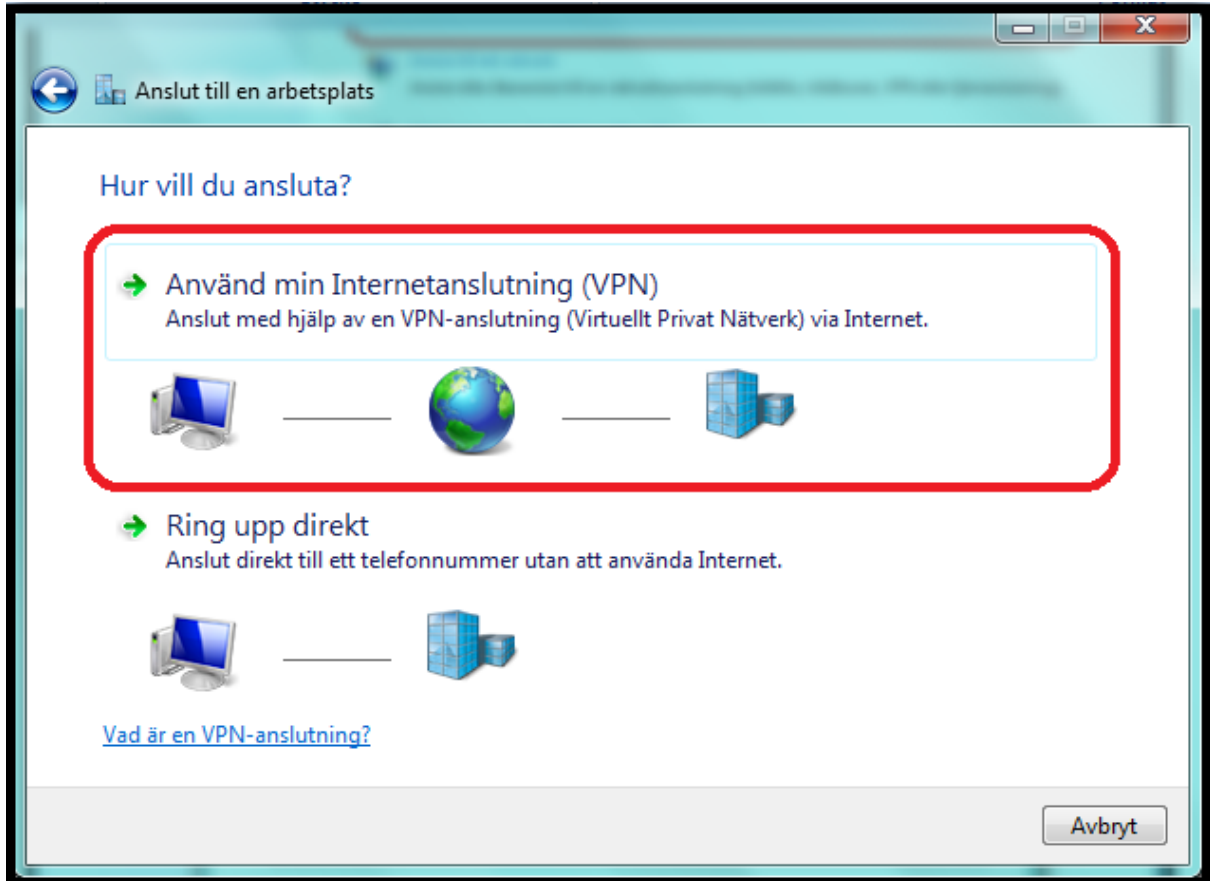 Anslut till en arbetsplats
Hur vill du ansluta?
Använd min Internetanslutning (VPN)
Anslut med hjälp av en VPN-anslutning (Virtuellt Privat Nätverk) via Internet.
Ring upp direkt
Anslut direkt till ett telefonnummer utan att använda Internet.
Vad är en VPN-anslutning?
Avbryt